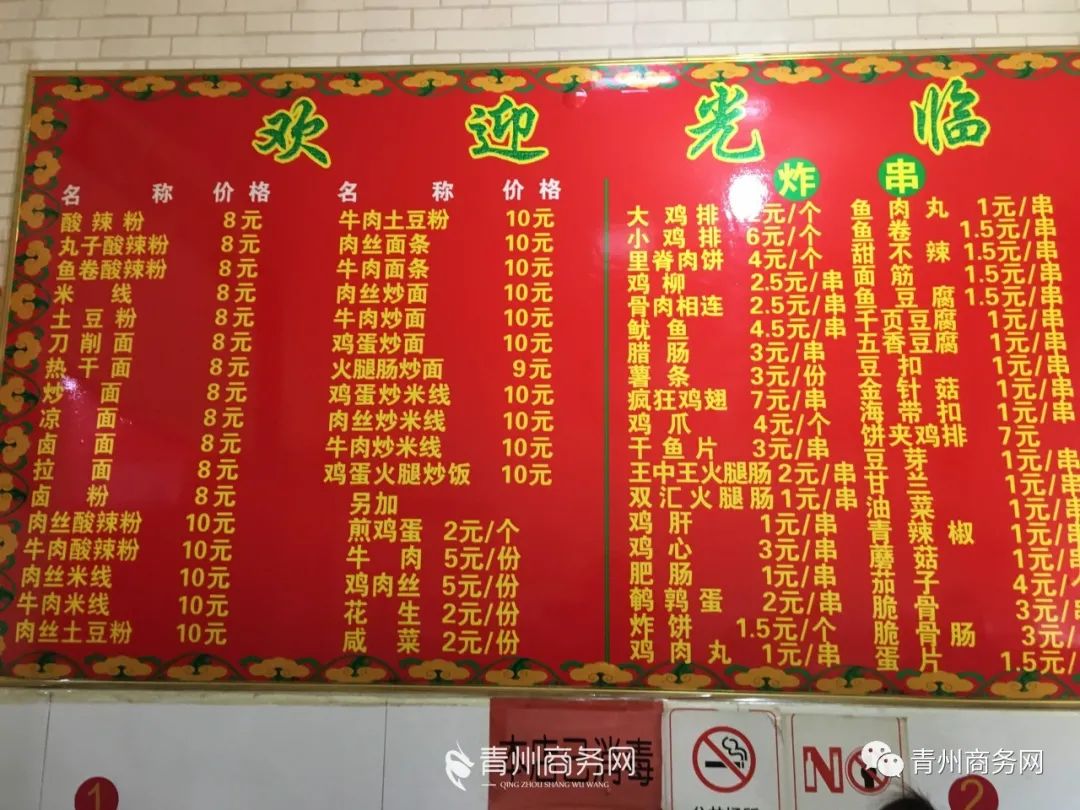 欢迎光临
名称 价格
酸辣粉 8元
丸子酸辣粉 8元
鱼卷酸辣粉 8元
米线 8元
土豆粉 8元
刀削面 8元
热干面 8元
炒面 8元
凉面 8元
卤面 8元
拉面 8元
卤粉 8元
肉丝酸辣粉 10元
牛肉酸辣粉 10元
肉丝米线 10元
牛肉米线 10元
肉丝土豆粉 10元
名称 价格
牛肉土豆粉 10元
肉丝面条 10元
牛肉面条 10元
肉丝炒面 10元
牛肉炒面 10元
鸡蛋炒面 10元
火腿肠炒面 9元
鸡蛋炒米线 10元
肉丝炒米线 10元
牛肉炒米线 10元
鸡蛋火腿炒饭 10元
另加
煎鸡蛋 2元/个
牛肉 5元/份
鸡肉丝 5元/份
花生 2元/份
咸菜 2元/份
炸串
大鸡排 元/个
小鸡排 6元/个
里脊肉饼 4元/个
鸡柳 2.5元/串
骨肉相连 2.5元/串
鱿鱼 4.5元/串
腊肠 3元/串
薯条 3元/份
疯狂鸡翅 7元/串
鸡爪 4元/个
干鱼片 3元/串
王中王火腿肠 2元/串
双汇火腿肠 1元/串
鸡肝 1元/串
鸡心 3元/串
肥肠 1元/串
鹌鹑蛋 2元/串
炸饼 1.5元/个
鸡肉丸 1元/串
鱼肉丸 1元/串
鱼卷 1.5元/串
甜不辣 1.5元/串
面筋 1元/串
鱼豆腐 1.5元/串
千页豆腐 1元/串
五香豆腐 1元/串
豆扣 1元/串
金针菇 1元/串
海带扣 1元/串
饼夹鸡排 7元
豆芽 1元/串
甘兰 1元/串
油菜 1元/串
青辣椒 1元/串
蘑菇 1元/串
茄子 4元/
脆骨 3元/
脆骨肠 3元/
蛋片 1.5元/串
本店已消毒
NO
1
2
青州商务网
QING ZHOU SHANG WU WANG
青州商务网